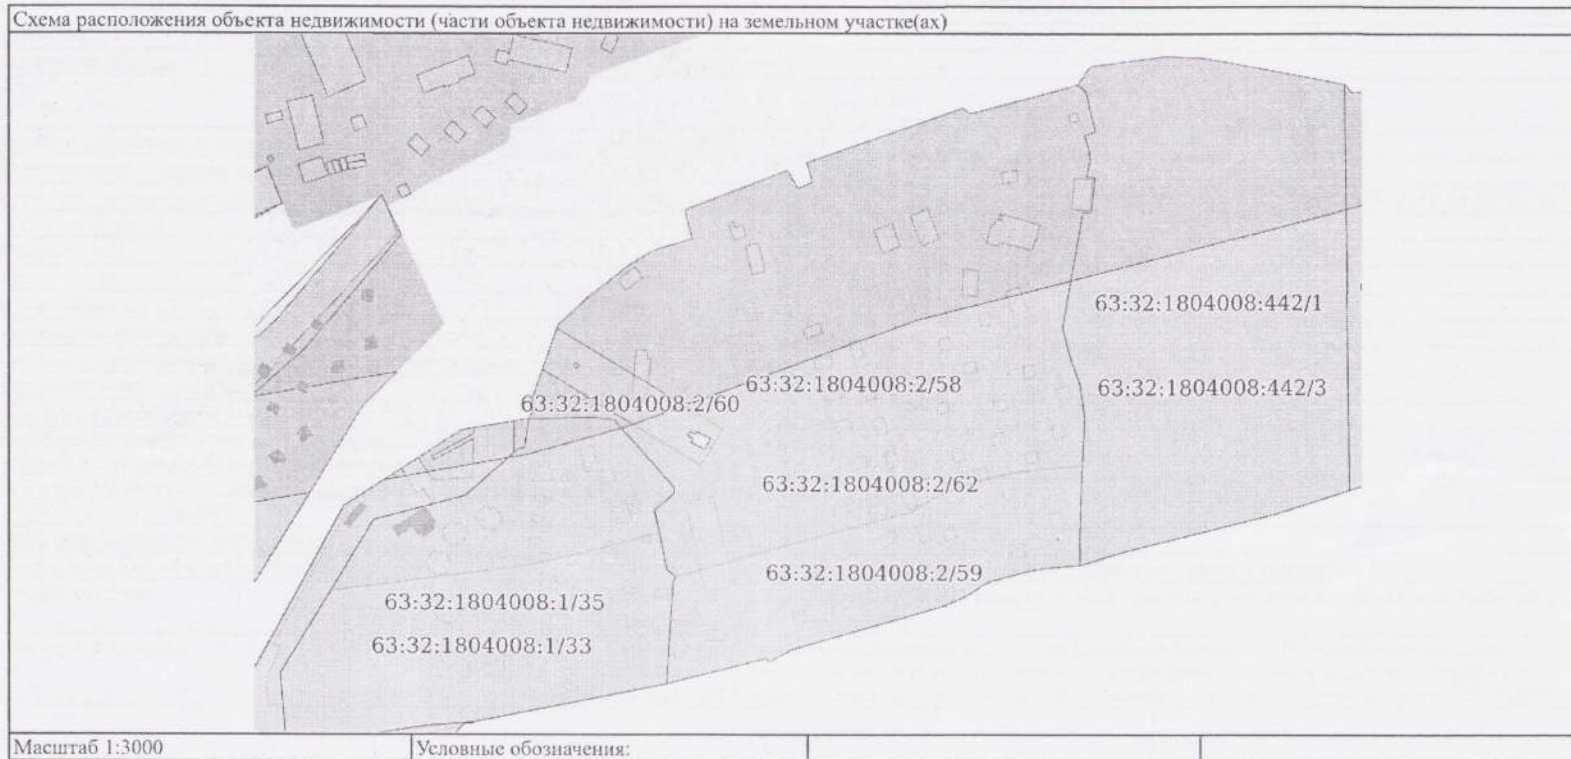 Схема расположения объекта недвижимости (части объекта недвижимости) на земельном участке(ах)
63:32:1804008:442/1
63:32:1804008:2/58
63:32:1804008:442/3
63:32:1804008:2/60
63:32:1804008:2/62
63:32:1804008:2/59
63:32:1804008:1/35
63:32:1804008:1/33
Масштаб 1:3000
Условные обозначения: